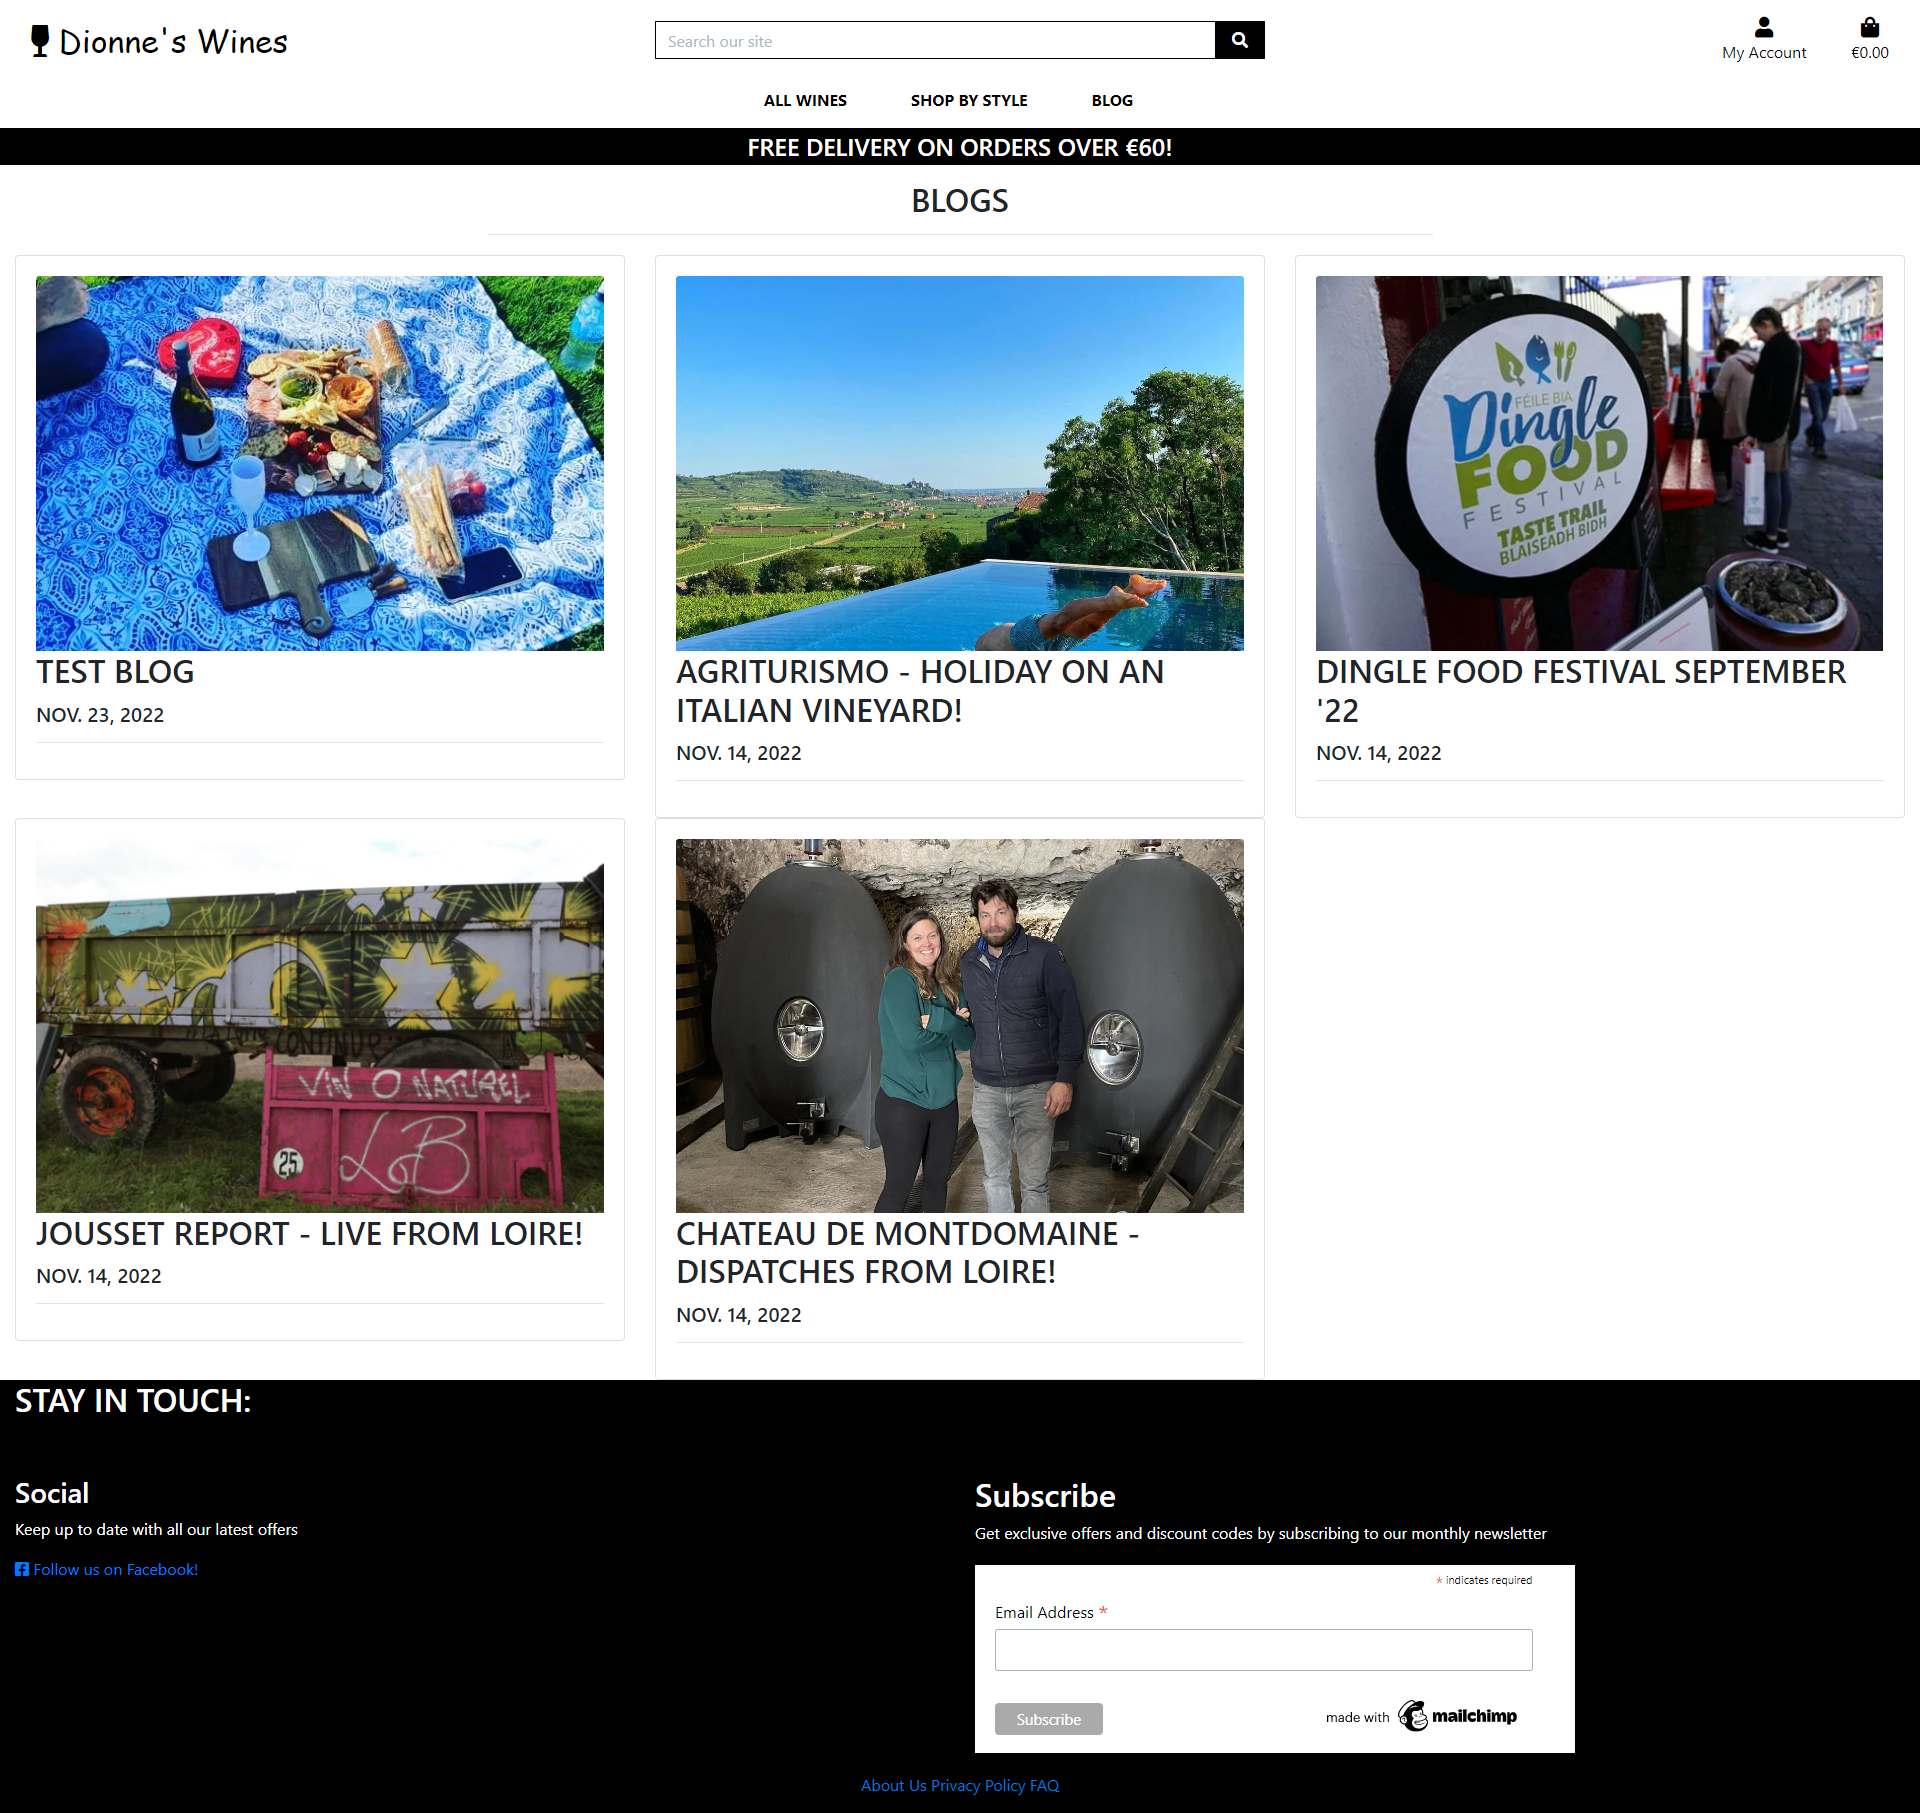 Dionne's Wines
Search our site
My Account
€0.00
ALL WINES
SHOP BY STYLE
BLOG
FREE DELIVERY ON ORDERS OVER €60!
BLOGS
FÉILE BIA
Dingle
FOOD
FESTIVAL
TASTE TRAIL
BLAISEADH BIDH
TEST BLOG
NOV. 23, 2022
AGRITURISMO - HOLIDAY ON AN
ITALIAN VINEYARD!
NOV. 14, 2022
DINGLE FOOD FESTIVAL SEPTEMBER
'22
NOV. 14, 2022
VIN O NATUREL
LB
25
JOUSSET REPORT - LIVE FROM LOIRE!
NOV. 14, 2022
CHATEAU DE MONTDOMAINE -
DISPATCHES FROM LOIRE!
NOV. 14, 2022
STAY IN TOUCH:
Social
Keep up to date with all our latest offers
Follow us on Facebook!
Subscribe
Get exclusive offers and discount codes by subscribing to our monthly newsletter
* indicates required
Email Address *
Subscribe
made with mailchimp
About Us Privacy Policy FAQ